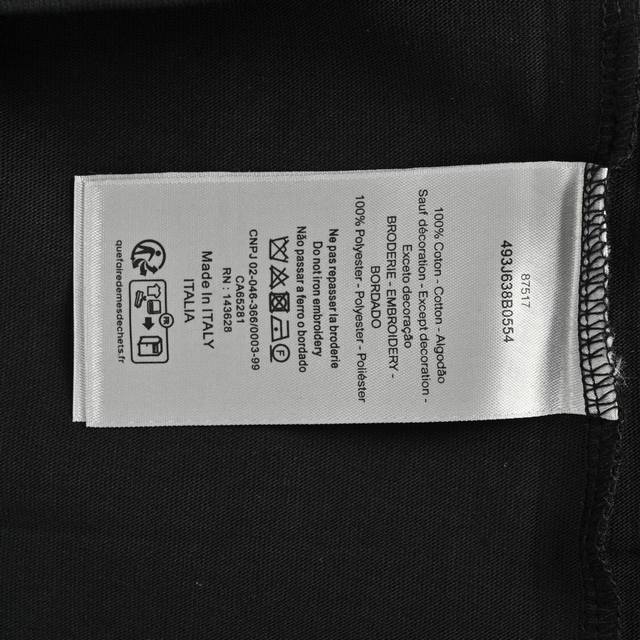 87517
493J638B0554
100% Coton - Cotton - Algodão
Sauf décoration - Except decoration -
Exceto decoração
BRODERIE - EMBROIDERY -
BORDADO
100% Polyester - Polyester - Poliéster
Ne pas repasser la broderie
Do not iron embroidery
Não passar a ferro o bordado
F
CNPJ 02-046-366/0003-99
CA65281
RN : 143628
Made In ITALY
ITALIA
quefairedemesdechets.fr